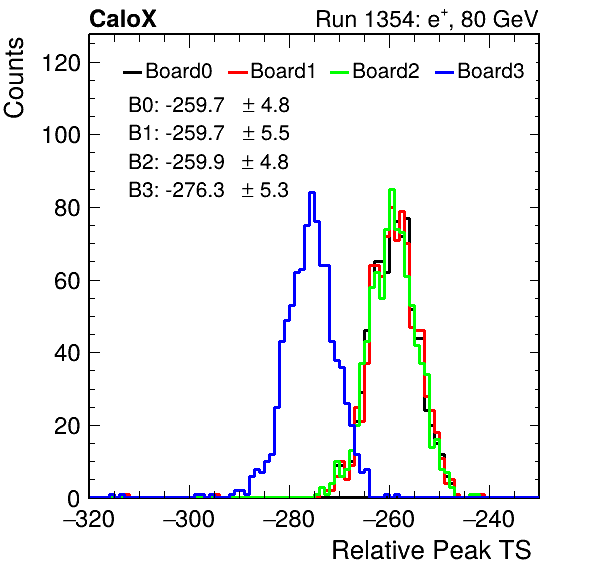 CaloX Run 1354: e⁺, 80 GeV
Counts
Board0 Board1 Board2 Board3
B0: -259.7 ± 4.8
B1: -259.7 ± 5.5
B2: -259.9 ± 4.8
B3: -276.3 ± 5.3
120
100
80
60
40
20
0
−320 −300 −280 −260 −240
Relative Peak TS